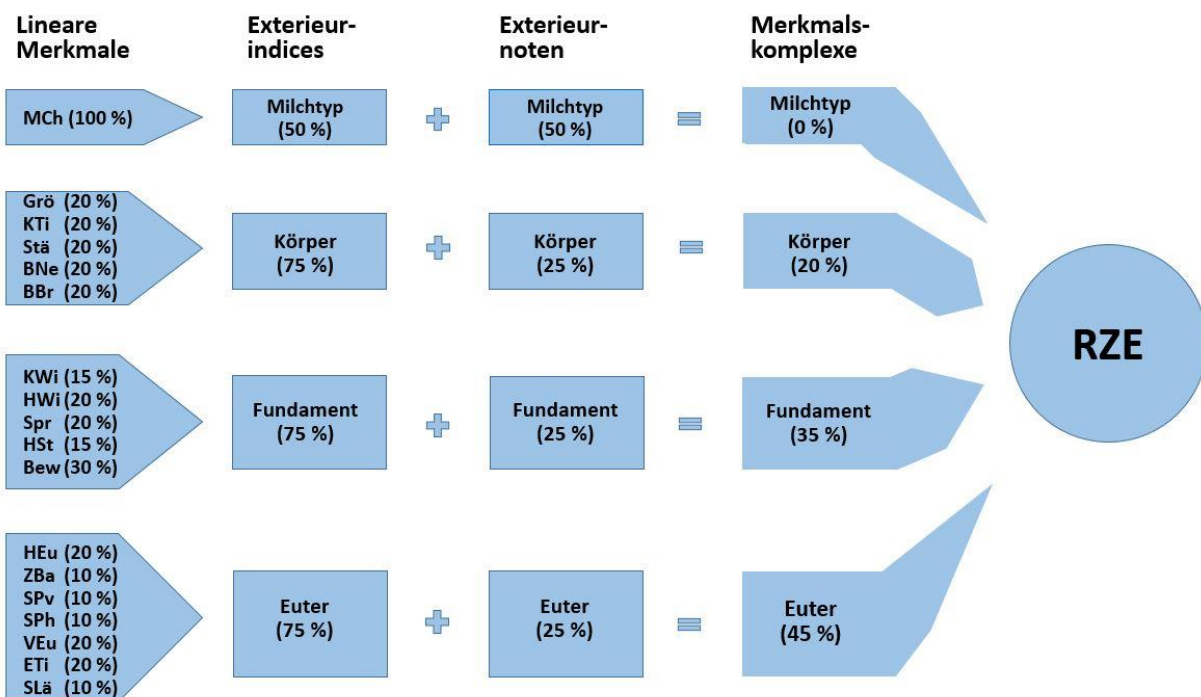 Lineare
Merkmale
Exterieur-
indices
Exterieur-
noten
Merkmals-
komplexe
MCh (100 %)
Milchtyp
(50 %)
+
Milchtyp
(50 %)
=
Milchtyp
(0 %)
Grö (20 %)
KTi (20 %)
Stä (20 %)
BNe (20 %)
BBr (20 %)
Körper
(75 %)
+
Körper
(25 %)
=
Körper
(20 %)
KWi (15 %)
HWi (20 %)
Spr (20 %)
HSt (15 %)
Bew (30 %)
Fundament
(75 %)
+
Fundament
(25 %)
=
Fundament
(35 %)
HEu (20 %)
ZBa (10 %)
SPv (10 %)
SPh (10 %)
VEu (20 %)
ETi (20 %)
SLä (10 %)
Euter
(75 %)
+
Euter
(25 %)
=
Euter
(45 %)
RZE